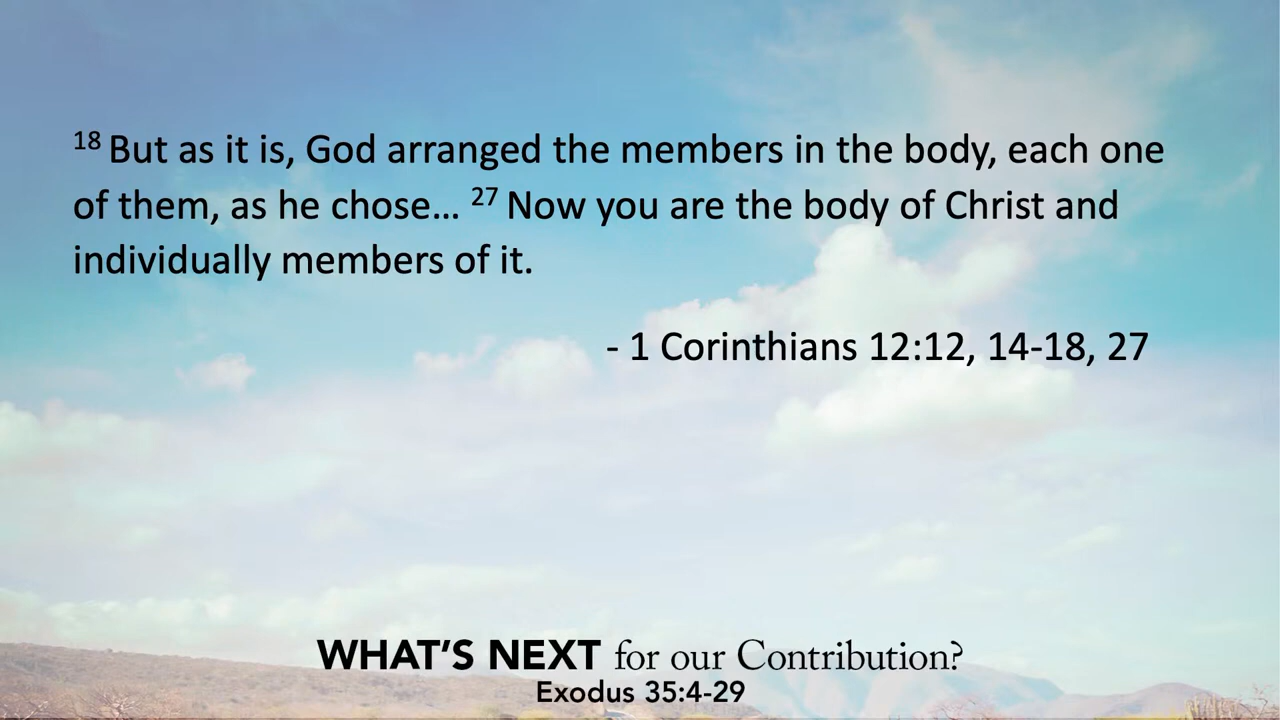 18 But as it is, God arranged the members in the body, each one
of them, as he chose… 27 Now you are the body of Christ and
individually members of it.
- 1 Corinthians 12:12, 14-18, 27
WHAT’S NEXT for our Contribution?
Exodus 35:4-29